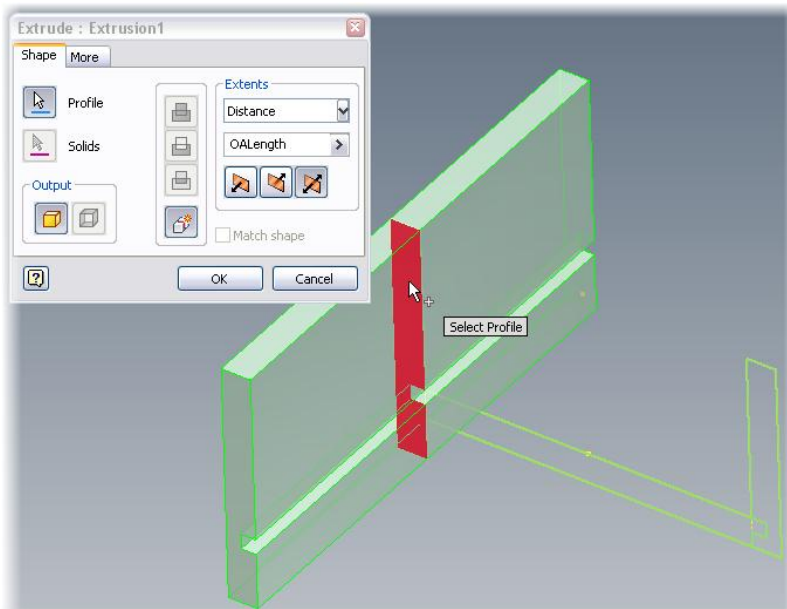 Extrude : Extrusion1
Shape
More
Profile
Solids
Output
Extents
Distance
OALength
Match shape
?
OK
Cancel
Select Profile